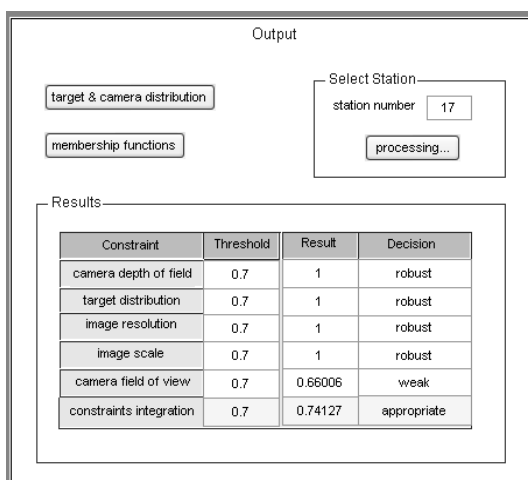 Output
target & camera distribution
membership functions
Select Station
station number 17
processing...
Results
Constraint Threshold Result Decision
camera depth of field 0.7 1 robust
target distribution 0.7 1 robust
image resolution 0.7 1 robust
image scale 0.7 1 robust
camera field of view 0.7 0.66006 weak
constraints integration 0.7 0.74127 appropriate